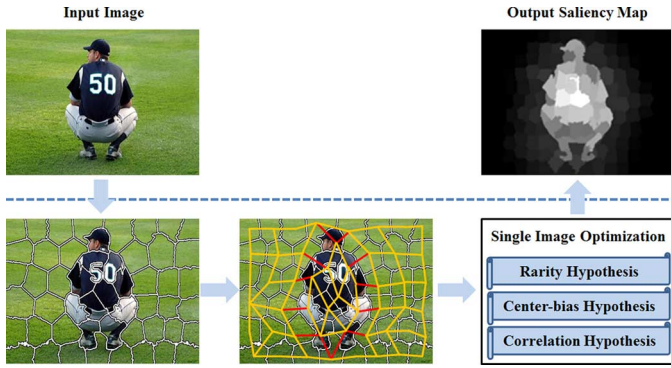 Input Image
Output Saliency Map
50
50
50
Single Image Optimization
Rarity Hypothesis
Center-bias Hypothesis
Correlation Hypothesis